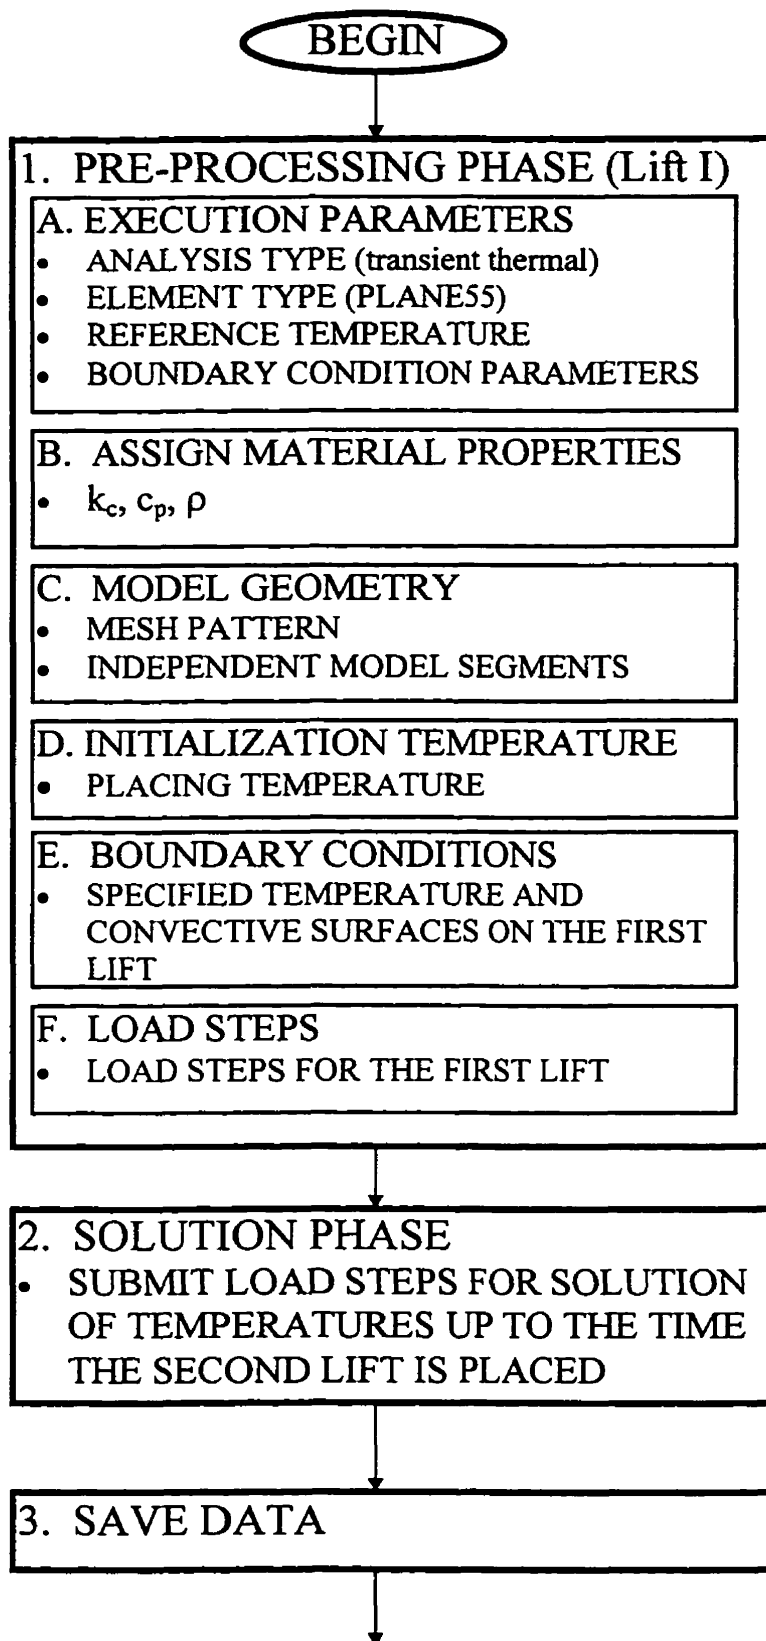 BEGIN
1. PRE-PROCESSING PHASE (Lift I)
A. EXECUTION PARAMETERS
• ANALYSIS TYPE (transient thermal)
• ELEMENT TYPE (PLANE55)
• REFERENCE TEMPERATURE
• BOUNDARY CONDITION PARAMETERS
B. ASSIGN MATERIAL PROPERTIES
• kc, cp, ρ
C. MODEL GEOMETRY
• MESH PATTERN
• INDEPENDENT MODEL SEGMENTS
D. INITIALIZATION TEMPERATURE
• PLACING TEMPERATURE
E. BOUNDARY CONDITIONS
• SPECIFIED TEMPERATURE AND
CONVECTIVE SURFACES ON THE FIRST
LIFT
F. LOAD STEPS
• LOAD STEPS FOR THE FIRST LIFT
2. SOLUTION PHASE
• SUBMIT LOAD STEPS FOR SOLUTION
OF TEMPERATURES UP TO THE TIME
THE SECOND LIFT IS PLACED
3. SAVE DATA